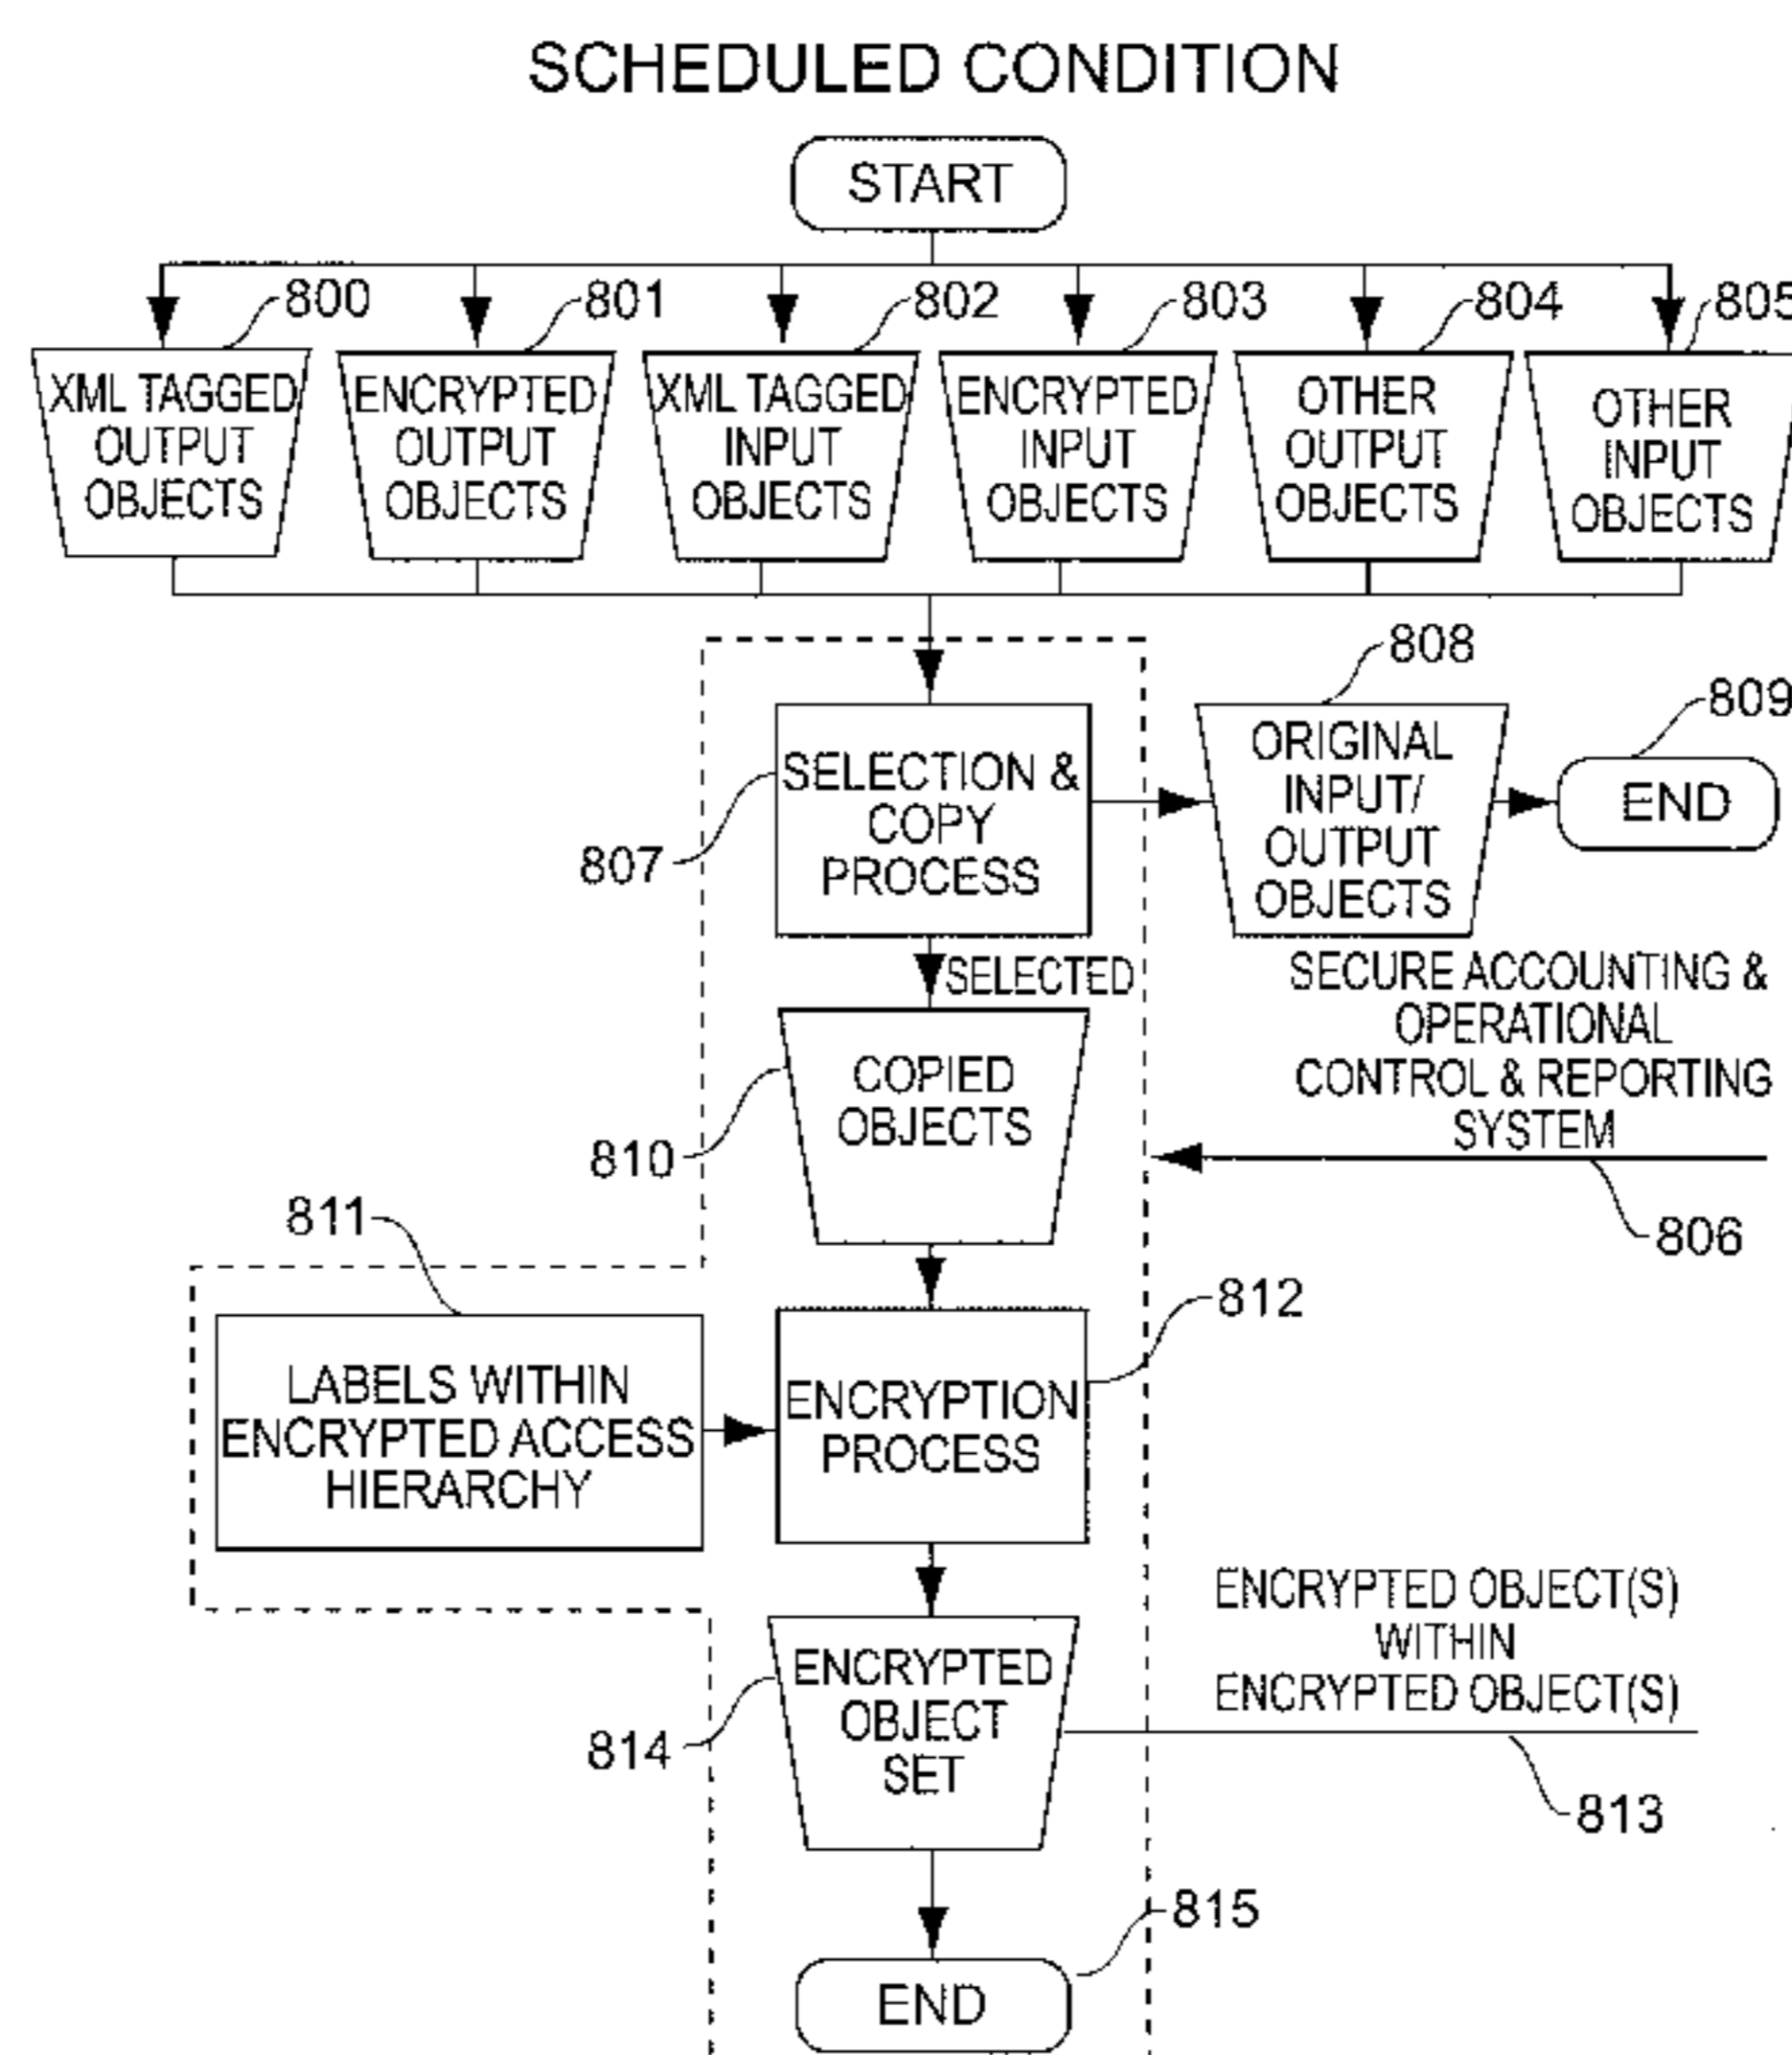 SCHEDULED CONDITION
START
800
801
802
803
804
805
XML TAGGED
OUTPUT
OBJECTS
ENCRYPTED
OUTPUT
OBJECTS
XML TAGGED
INPUT
OBJECTS
ENCRYPTED
INPUT
OBJECTS
OTHER
OUTPUT
OBJECTS
OTHER
INPUT
OBJECTS
808
809
SELECTION &
COPY
PROCESS
807
ORIGINAL
INPUT/
OUTPUT
OBJECTS
END
SELECTED
SECURE ACCOUNTING &
OPERATIONAL
CONTROL & REPORTING
SYSTEM
806
COPIED
OBJECTS
810
811
812
LABELS WITHIN
ENCRYPTED ACCESS
HIERARCHY
ENCRYPTION
PROCESS
ENCRYPTED OBJECT(S)
WITHIN
ENCRYPTED OBJECT(S)
813
ENCRYPTED
OBJECT
SET
814
815
END